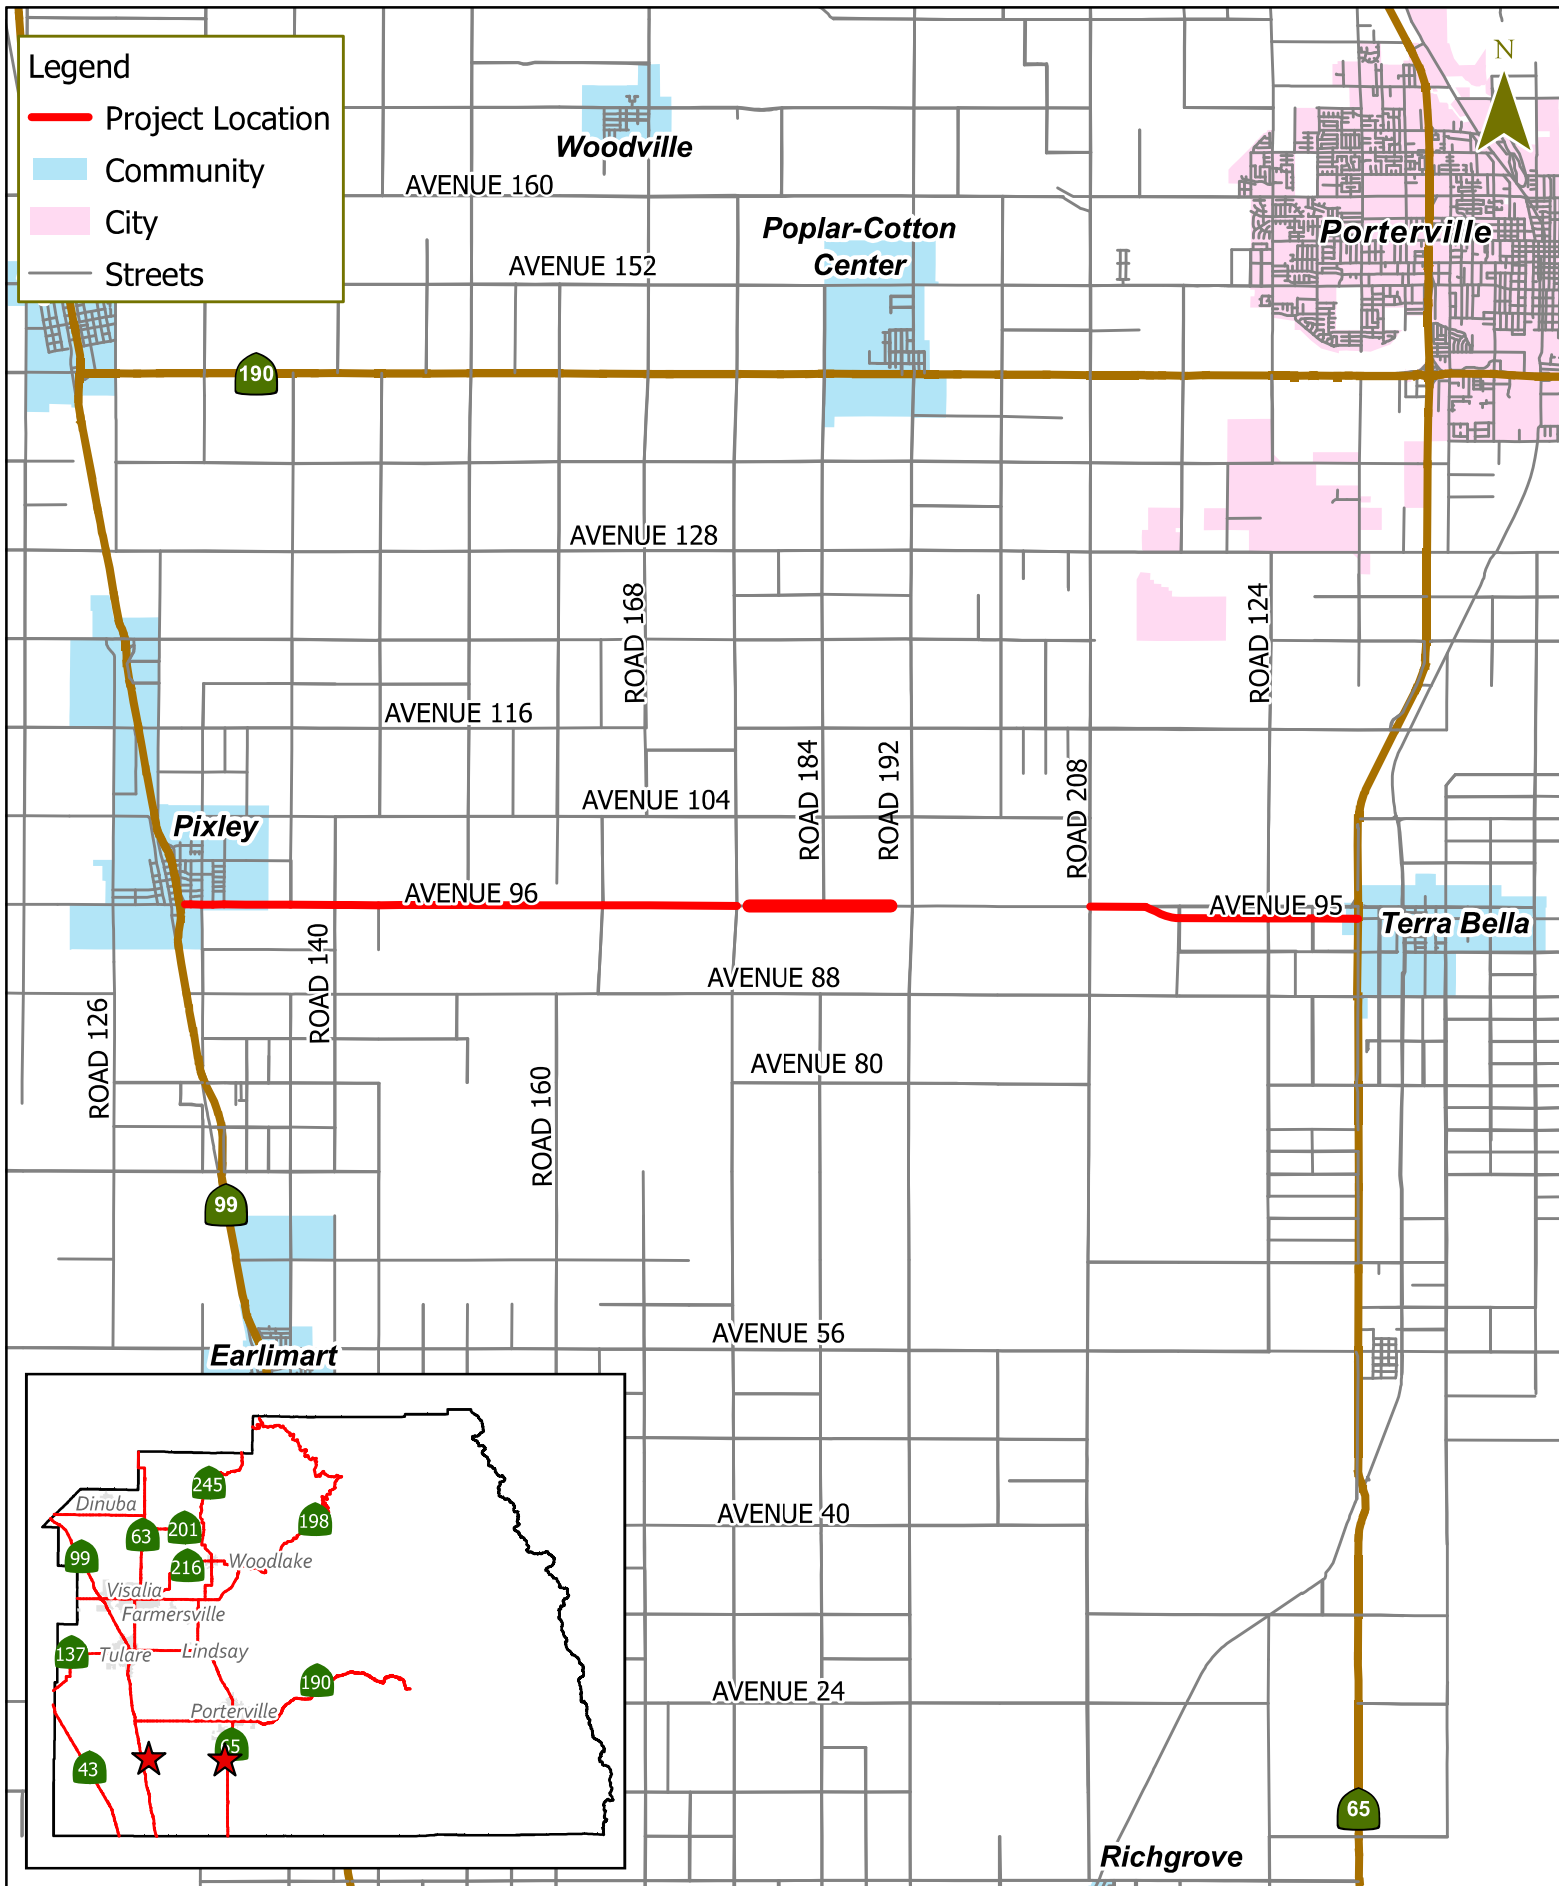 Legend
Project Location
Community
City
Streets
N
Woodville
AVENUE 160
Poplar-Cotton
Center
Porterville
AVENUE 152
190
AVENUE 128
ROAD 168
ROAD 124
AVENUE 116
ROAD 184
ROAD 192
ROAD 208
AVENUE 104
Pixley
AVENUE 96
AVENUE 95
Terra Bella
ROAD 140
AVENUE 88
ROAD 126
AVENUE 80
ROAD 160
99
AVENUE 56
Earlimart
AVENUE 40
AVENUE 24
65
Richgrove
245
Dinuba
198
201
63
99
216
Woodlake
Visalia
Farmersville
137
Tulare
Lindsay
190
Porterville
65
43